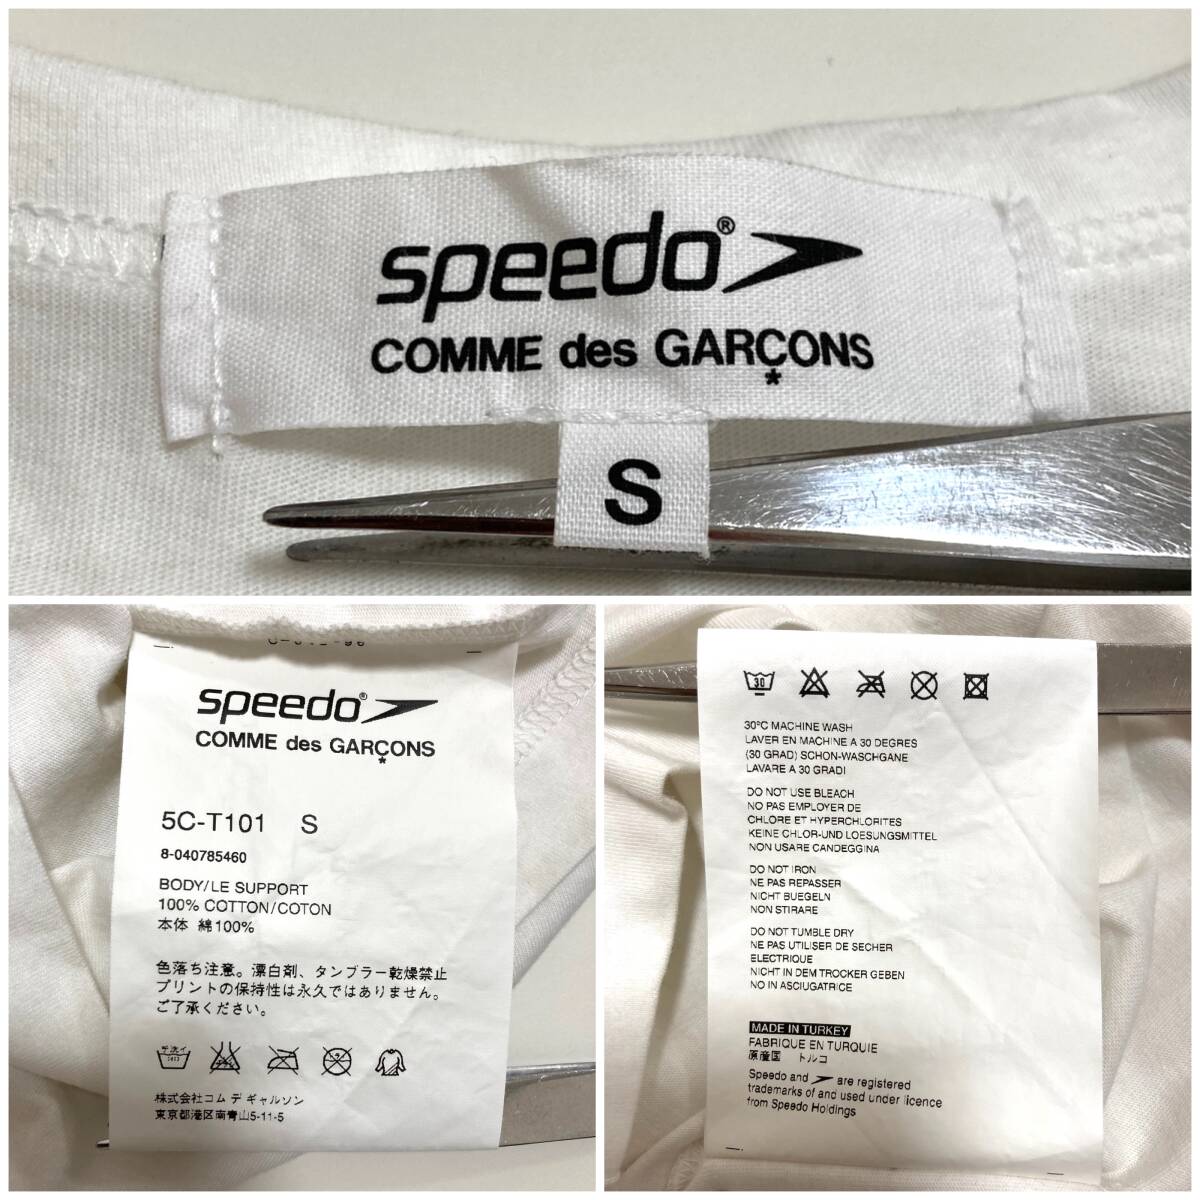 speedo®
COMME des GARÇONS
*
S
speedo®
COMME des GARÇONS
*
5C-T101 S
8-040785460
BODY/LE SUPPORT
100% COTTON/COTON
本体 綿100%
色落ち注意。漂白剤、タンブラー乾燥禁止
プリントの保持性は永久ではありません。
ご了承ください。
手洗イ
株式会社コム デ ギャルソン
東京都港区南青山5-11-5
30
30°C MACHINE WASH
LAVER EN MACHINE A 30 DEGRES
(30 GRAD) SCHON-WASCHGANE
LAVARE A 30 GRADI
DO NOT USE BLEACH
NO PAS EMPLOYER DE
CHLORE ET HYPERCHLORITES
KEINE CHLOR-UND LOESUNGSMITTEL
NON USARE CANDEGGINA
DO NOT IRON
NE PAS REPASSER
NICHT BUEGELN
NON STIRARE
DO NOT TUMBLE DRY
NE PAS UTILISER DE SECHER
ELECTRIQUE
NICHT IN DEM TROCKER GEBEN
NO IN ASCIUGATRICE
MADE IN TURKEY
FABRIQUE EN TURQUIE
原産国 トルコ
Speedo and are registered
trademarks of and used under licence
from Speedo Holdings